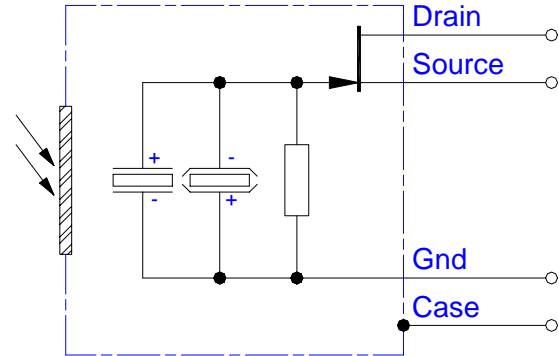 Drain
Source
+ -
- +
Gnd
Case